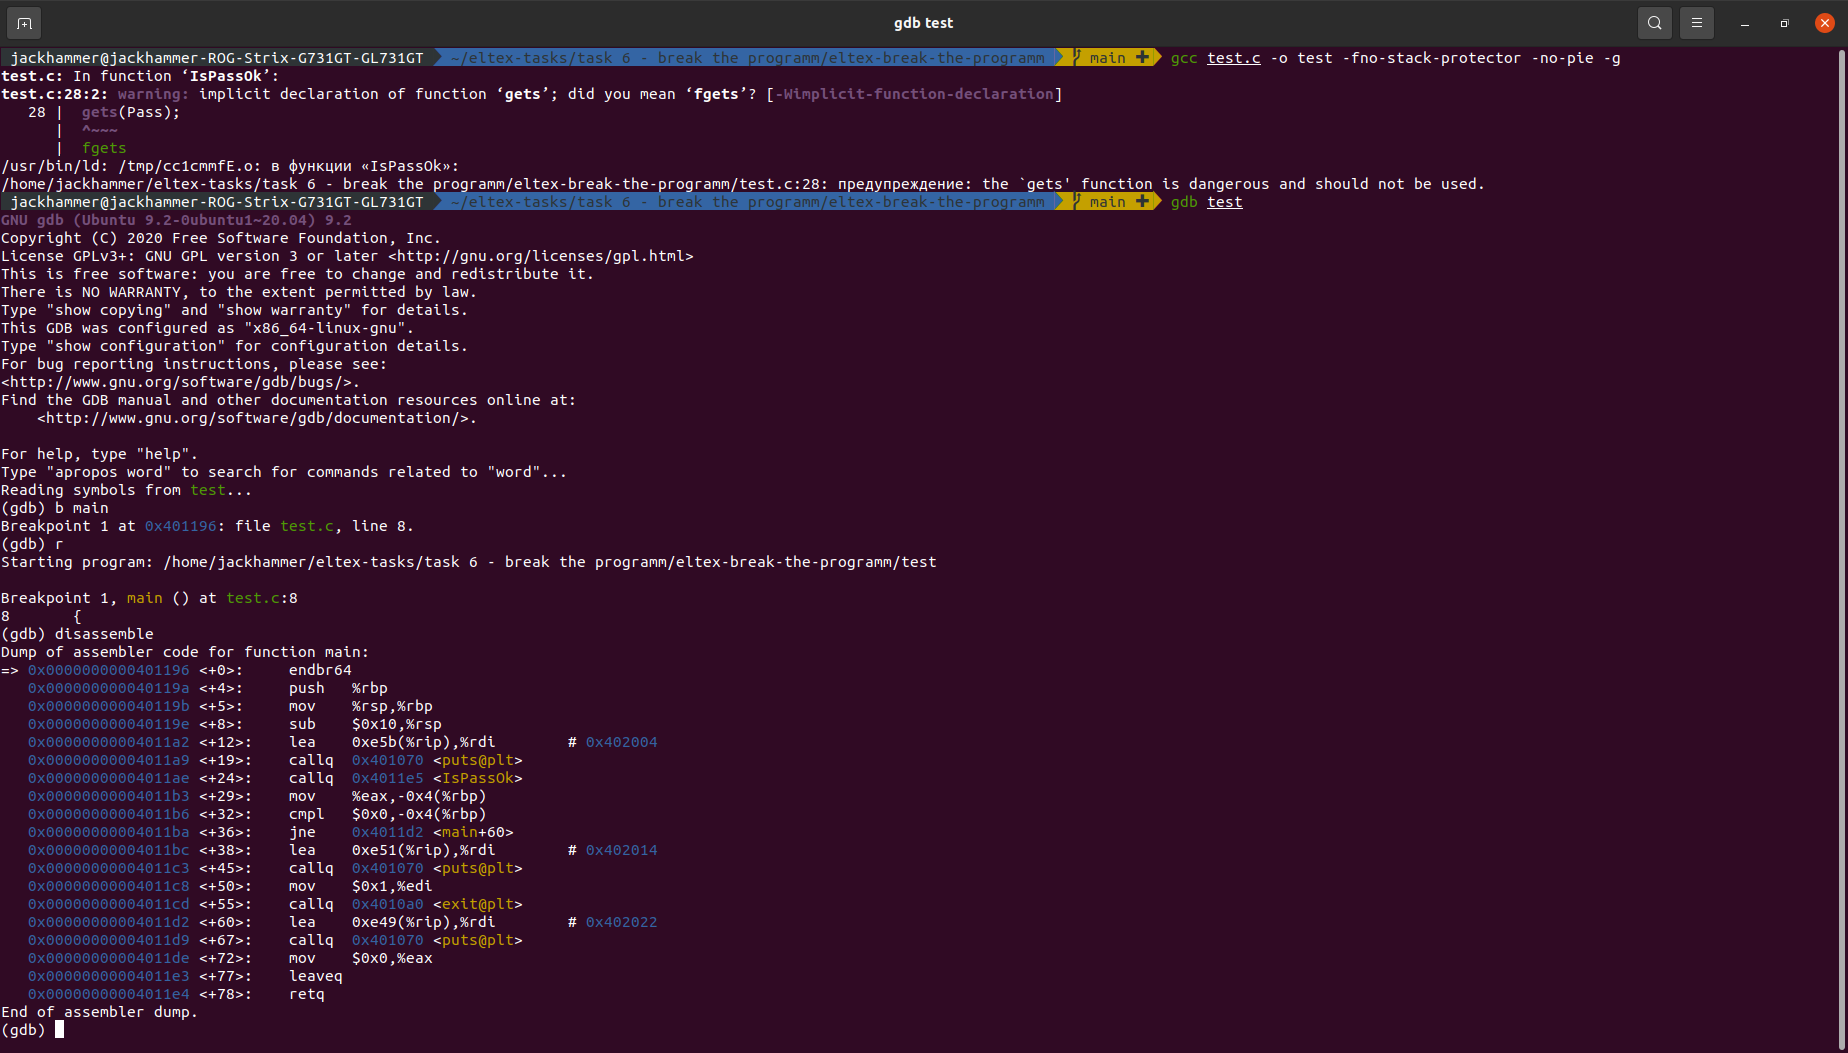 gdb test
jackhammer@jackhammer-ROG-Strix-G731GT-GL731GT ~/eltex-tasks/task 6 - break the programm/eltex-break-the-programm main ✚ gcc test.c -o test -fno-stack-protector -no-pie -g
test.c: In function ‘IsPassOk’:
test.c:28:2: warning: implicit declaration of function ‘gets’; did you mean ‘fgets’? [-Wimplicit-function-declaration]
   28 |  gets(Pass);
      |  ^~~~
      |  fgets
/usr/bin/ld: /tmp/cc1cmmfE.o: в функции «IsPassOk»:
/home/jackhammer/eltex-tasks/task 6 - break the programm/eltex-break-the-programm/test.c:28: предупреждение: the `gets' function is dangerous and should not be used.
jackhammer@jackhammer-ROG-Strix-G731GT-GL731GT ~/eltex-tasks/task 6 - break the programm/eltex-break-the-programm main ✚ gdb test
GNU gdb (Ubuntu 9.2-0ubuntu1~20.04) 9.2
Copyright (C) 2020 Free Software Foundation, Inc.
License GPLv3+: GNU GPL version 3 or later <http://gnu.org/licenses/gpl.html>
This is free software: you are free to change and redistribute it.
There is NO WARRANTY, to the extent permitted by law.
Type "show copying" and "show warranty" for details.
This GDB was configured as "x86_64-linux-gnu".
Type "show configuration" for configuration details.
For bug reporting instructions, please see:
<http://www.gnu.org/software/gdb/bugs/>.
Find the GDB manual and other documentation resources online at:
    <http://www.gnu.org/software/gdb/documentation/>.
For help, type "help".
Type "apropos word" to search for commands related to "word"...
Reading symbols from test...
(gdb) b main
Breakpoint 1 at 0x401196: file test.c, line 8.
(gdb) r
Starting program: /home/jackhammer/eltex-tasks/task 6 - break the programm/eltex-break-the-programm/test
Breakpoint 1, main () at test.c:8
8       {
(gdb) disassemble
Dump of assembler code for function main:
=> 0x0000000000401196 <+0>:     endbr64
   0x000000000040119a <+4>:     push   %rbp
   0x000000000040119b <+5>:     mov    %rsp,%rbp
   0x000000000040119e <+8>:     sub    $0x10,%rsp
   0x00000000004011a2 <+12>:    lea    0xe5b(%rip),%rdi        # 0x402004
   0x00000000004011a9 <+19>:    callq  0x401070 <puts@plt>
   0x00000000004011ae <+24>:    callq  0x4011e5 <IsPassOk>
   0x00000000004011b3 <+29>:    mov    %eax,-0x4(%rbp)
   0x00000000004011b6 <+32>:    cmpl   $0x0,-0x4(%rbp)
   0x00000000004011ba <+36>:    jne    0x4011d2 <main+60>
   0x00000000004011bc <+38>:    lea    0xe51(%rip),%rdi        # 0x402014
   0x00000000004011c3 <+45>:    callq  0x401070 <puts@plt>
   0x00000000004011c8 <+50>:    mov    $0x1,%edi
   0x00000000004011cd <+55>:    callq  0x4010a0 <exit@plt>
   0x00000000004011d2 <+60>:    lea    0xe49(%rip),%rdi        # 0x402022
   0x00000000004011d9 <+67>:    callq  0x401070 <puts@plt>
   0x00000000004011de <+72>:    mov    $0x0,%eax
   0x00000000004011e3 <+77>:    leaveq
   0x00000000004011e4 <+78>:    retq
End of assembler dump.
(gdb)